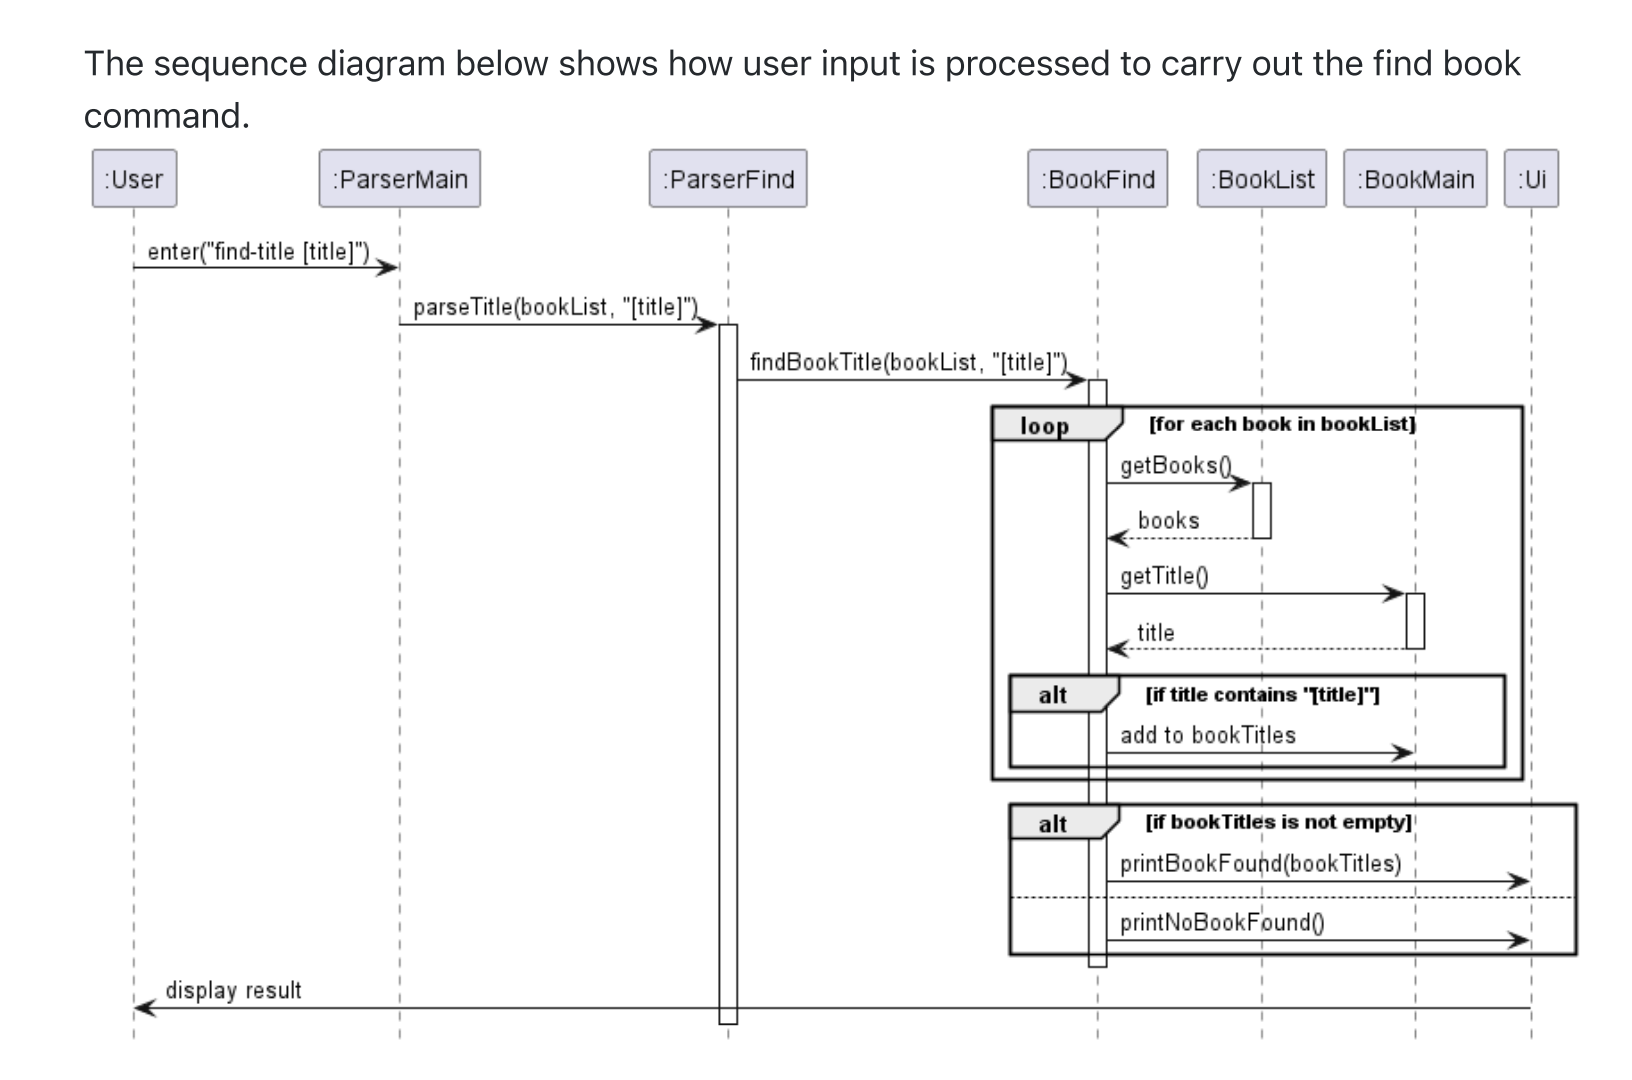 The sequence diagram below shows how user input is processed to carry out the find book
command.
:User
:ParserMain
:ParserFind
:BookFind
:BookList
:BookMain
:Ui
enter("find-title [title]")
parseTitle(bookList, "[title]")
findBookTitle(bookList, "[title]")
loop
[for each book in bookList]
getBooks()
books
getTitle()
title
alt
[if title contains "[title]"]
add to bookTitles
alt
[if bookTitles is not empty]
printBookFound(bookTitles)
printNoBookFound()
display result